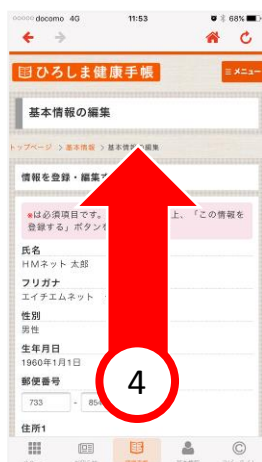 docomo 4G 11:53 68%
ひろしま健康手帳 ≡メニュー
基本情報の編集
トップページ > 基本情報 > 基本情報の編集
情報を登録・編集す
※は必須項目です。 上、「この情報を
登録する」ボタン
氏名
HMネット 太郎
フリガナ
エイチエムネット
性別
男性
生年月日
1960年1月1日
郵便番号
733 - 854
住所1
4